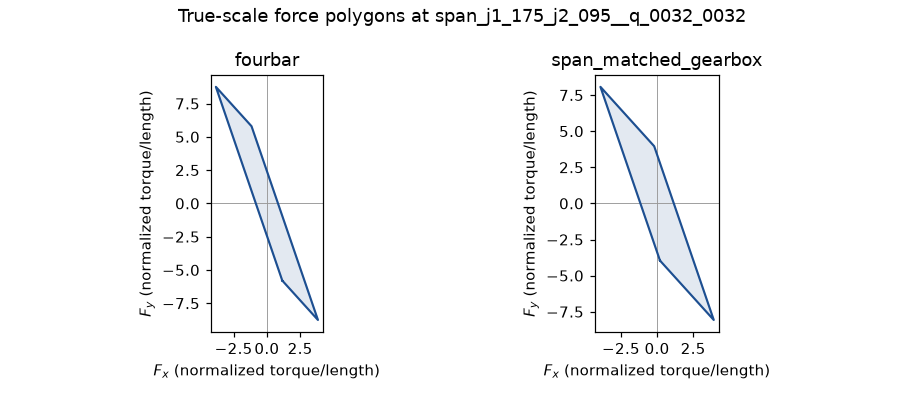 True-scale force polygons at span_j1_175_j2_095__q_0032_0032
fourbar
7.5
5.0
2.5
0.0
−2.5
−5.0
−7.5
−2.5 0.0 2.5
Fy (normalized torque/length)
Fx (normalized torque/length)
span_matched_gearbox
7.5
5.0
2.5
0.0
−2.5
−5.0
−7.5
−2.5 0.0 2.5
Fy (normalized torque/length)
Fx (normalized torque/length)